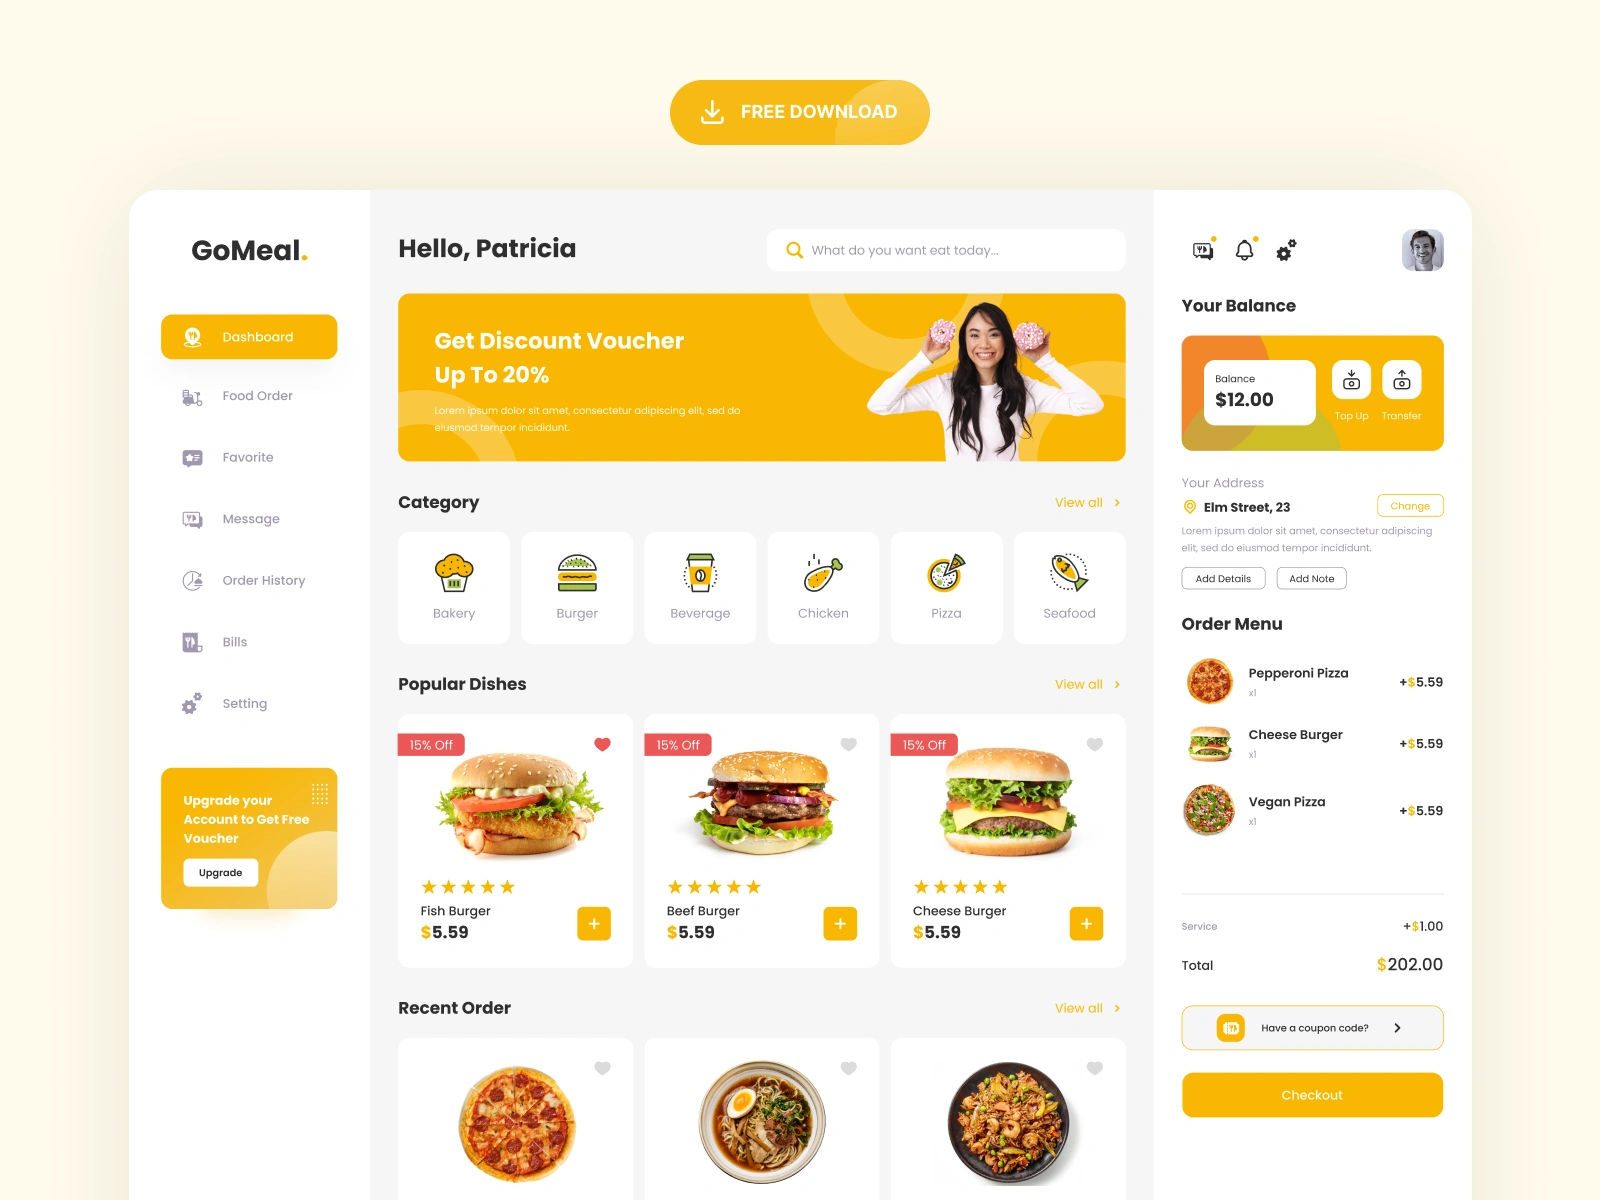 FREE DOWNLOAD
GoMeal.
Dashboard
Food Order
Favorite
Message
Order History
Bills
Setting
Upgrade your
Account to Get Free
Voucher
Upgrade
Hello, Patricia
What do you want eat today...
Get Discount Voucher
Up To 20%
Lorem ipsum dolor sit amet, consectetur adipiscing elit, sed do
eiusmod tempor incididunt.
Category
View all
Bakery
Burger
Beverage
Chicken
Pizza
Seafood
Popular Dishes
View all
15% Off
Fish Burger
$5.59
15% Off
Beef Burger
$5.59
15% Off
Cheese Burger
$5.59
Recent Order
View all
Your Balance
Balance
$12.00
Top Up
Transfer
Your Address
Elm Street, 23
Change
Lorem ipsum dolor sit amet, consectetur adipiscing
elit, sed do eiusmod tempor incididunt.
Add Details
Add Note
Order Menu
Pepperoni Pizza
x1
+$5.59
Cheese Burger
x1
+$5.59
Vegan Pizza
x1
+$5.59
Service
+$1.00
Total
$202.00
Have a coupon code?
Checkout